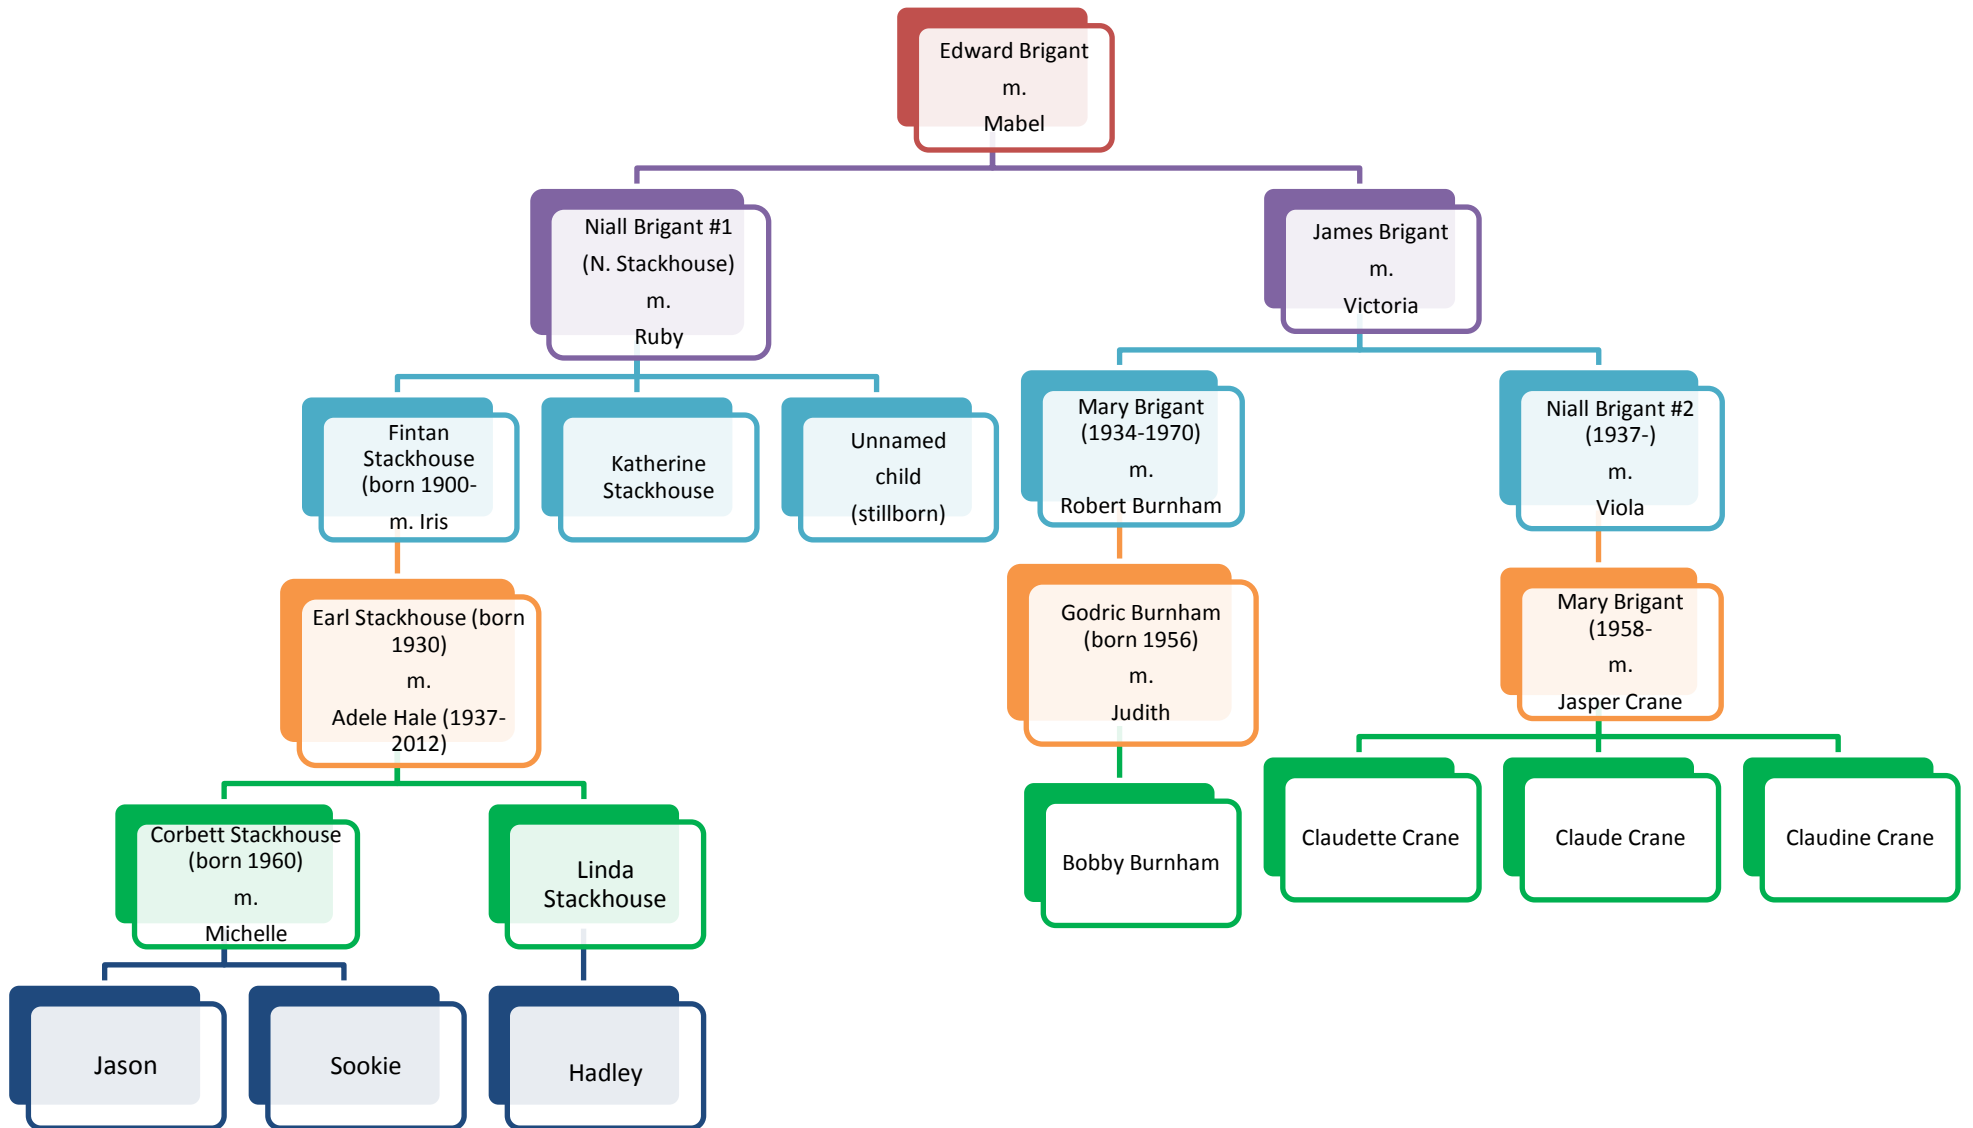 Edward Brigant
m.
Mabel
Niall Brigant #1
(N. Stackhouse)
m.
Ruby
James Brigant
m.
Victoria
Fintan
Stackhouse
(born 1900-
m. Iris
Katherine
Stackhouse
Unnamed
child
(stillborn)
Mary Brigant
(1934-1970)
m.
Robert Burnham
Niall Brigant #2
(1937-)
m.
Viola
Earl Stackhouse (born
1930)
m.
Adele Hale (1937-
2012)
Godric Burnham
(born 1956)
m.
Judith
Mary Brigant
(1958-
m.
Jasper Crane
Corbett Stackhouse
(born 1960)
m.
Michelle
Linda
Stackhouse
Bobby Burnham
Claudette Crane
Claude Crane
Claudine Crane
Jason
Sookie
Hadley